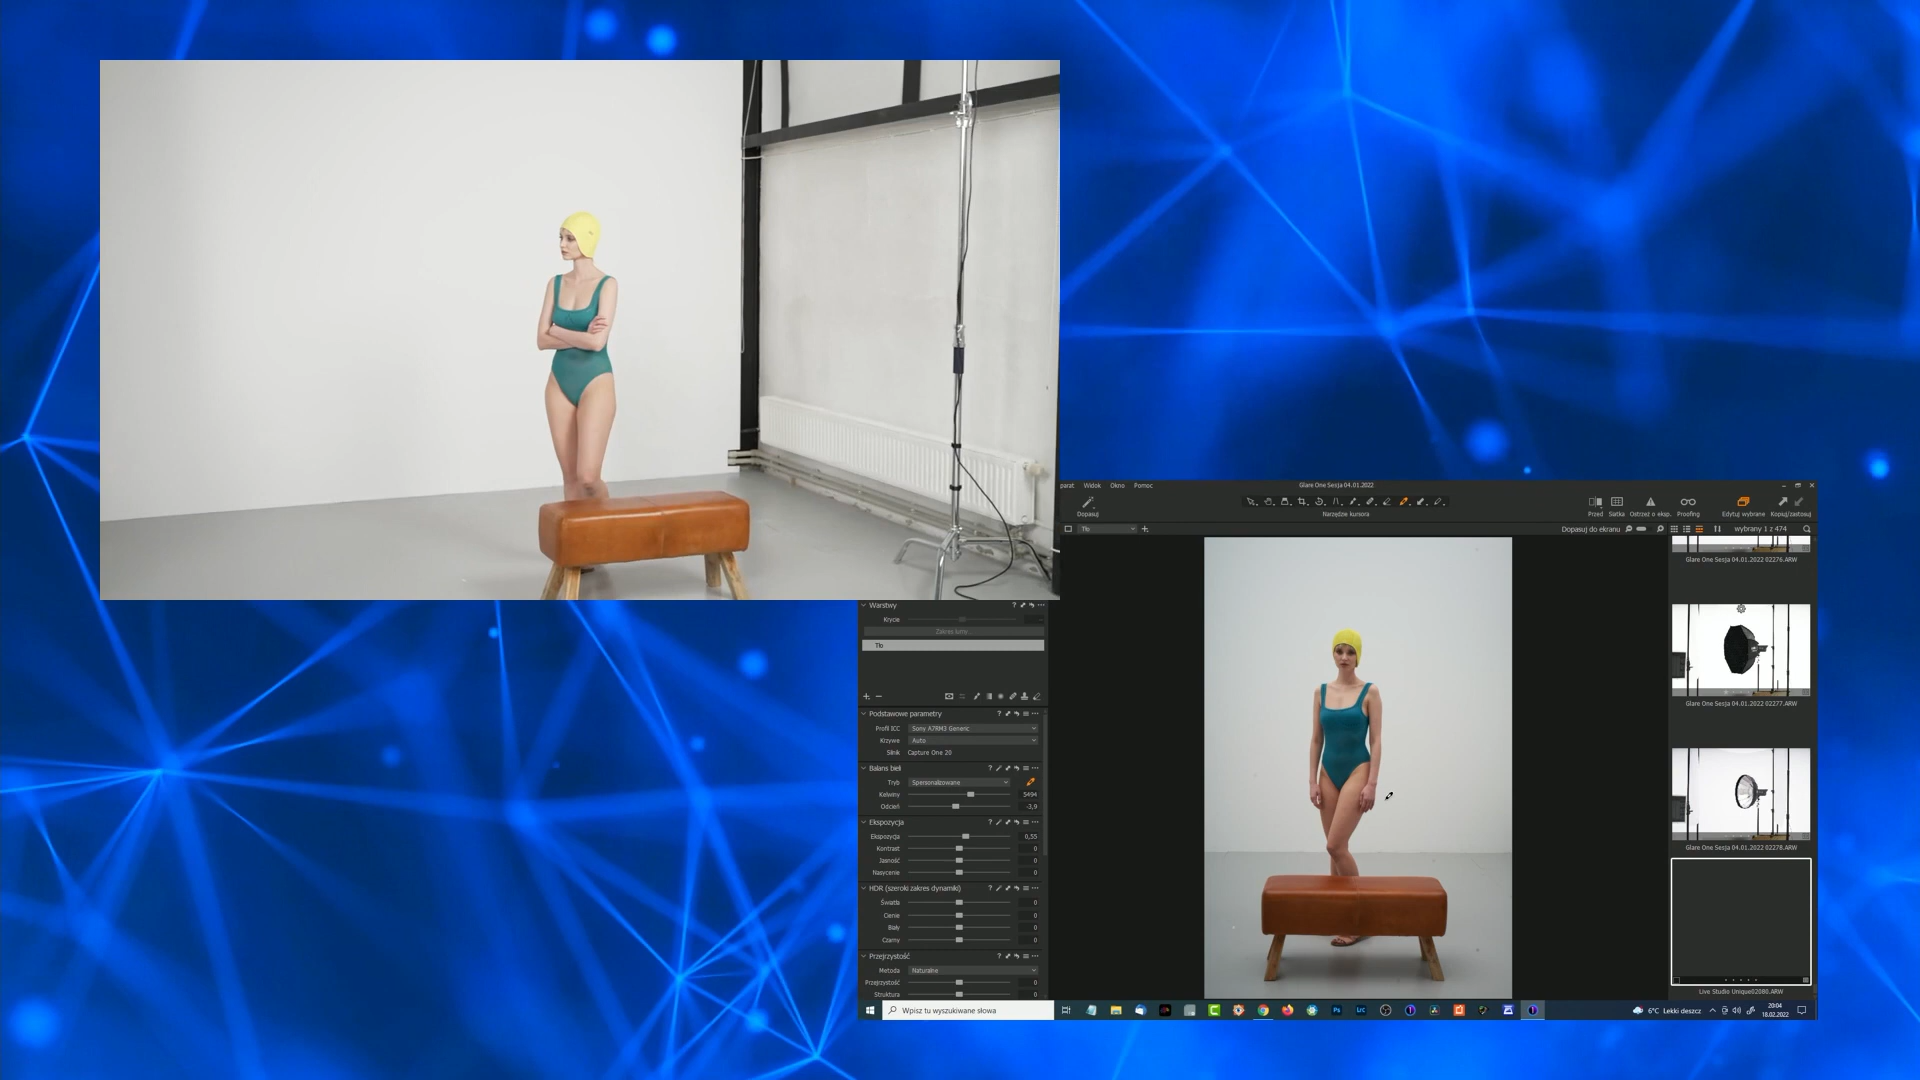 parat Widok Okno Pomoc
Glare One Sesja 04.01.2022
Dopasuj
Narzędzie kursora
Przed Siatka Ostrzeż o eksp. Proofing Edytuj wybrane Kopiuj/zastosuj
Tło
Dopasuj do ekranu
wybrany 1 z 474
Glare One Sesja 04.01.2022 02276.ARW
Glare One Sesja 04.01.2022 02277.ARW
Glare One Sesja 04.01.2022 02278.ARW
Live Studio Unique02080.ARW
Warstwy
Krycie
Zakres lumy...
Tło
Podstawowe parametry
Profil ICC Sony A7RM3 Generic
Krzywe Auto
Silnik Capture One 20
Balans bieli
Tryb Spersonalizowane
Kelwiny 5494
Odcień -3,9
Ekspozycja
Ekspozycja 0,55
Kontrast 0
Jasność 0
Nasycenie 0
HDR (szeroki zakres dynamiki)
Światła 0
Cienie 0
Biały 0
Czarny 0
Przejrzystość
Metoda Naturalne
Przejrzystość 0
Struktura 0
Wpisz tu wyszukiwane słowa
Ps
Lrc
6°C Lekki deszcz
20:04
18.02.2022